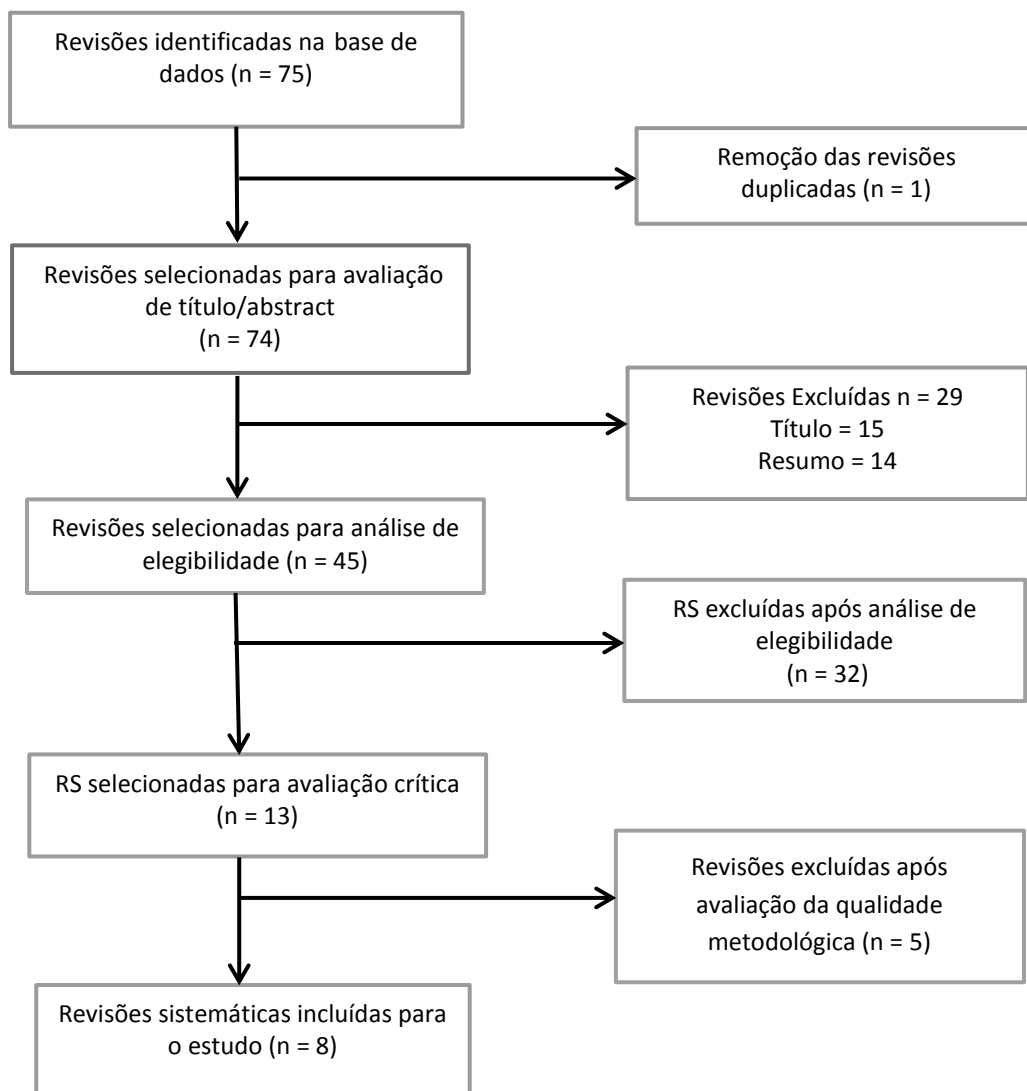 Revisões identificadas na base de
dados (n = 75)
Remoção das revisões
duplicadas (n = 1)
Revisões selecionadas para avaliação
de título/abstract
(n = 74)
Revisões Excluídas n = 29
Título = 15
Resumo = 14
Revisões selecionadas para análise de
elegibilidade (n = 45)
RS excluídas após análise de
elegibilidade
(n = 32)
RS selecionadas para avaliação crítica
(n = 13)
Revisões excluídas após
avaliação da qualidade
metodológica (n = 5)
Revisões sistemáticas incluídas para
o estudo (n = 8)